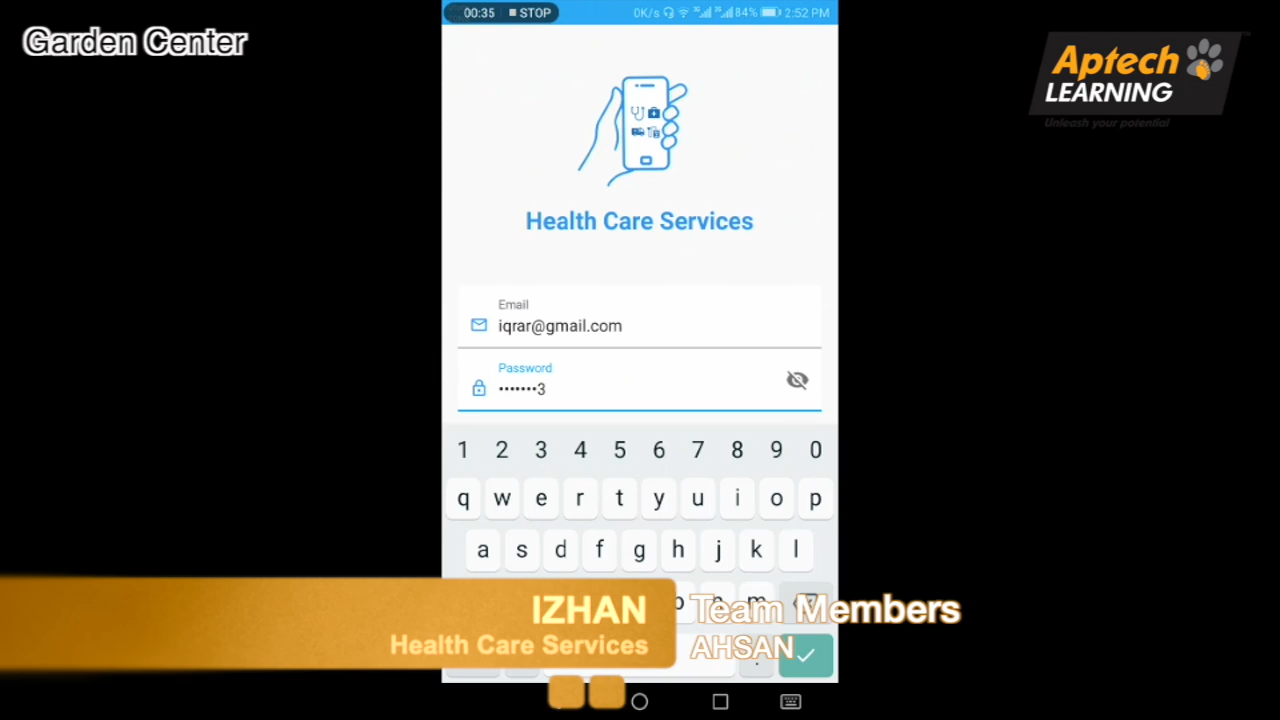 Garden Center
00:35 STOP
0K/s 84% 2:52 PM
Aptech
LEARNING
Unleash your potential
Health Care Services
Email
iqrar@gmail.com
Password
•••••••3
1 2 3 4 5 6 7 8 9 0
q w e r t y u i o p
a s d f g h j k l
IZHAN
Health Care Services
Team Members
AHSAN